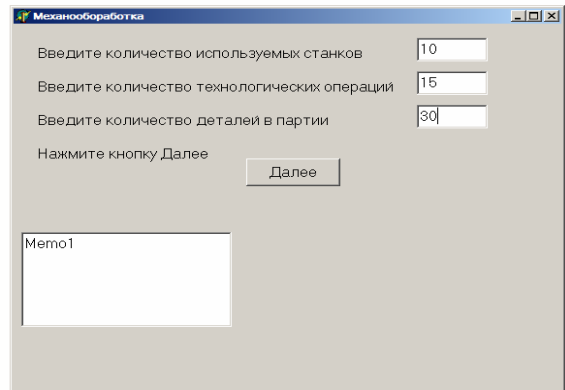 Механообоработка
Введите количество используемых станков 10
Введите количество технологических операций 15
Введите количество деталей в партии 30
Нажмите кнопку Далее
Далее
Memo1